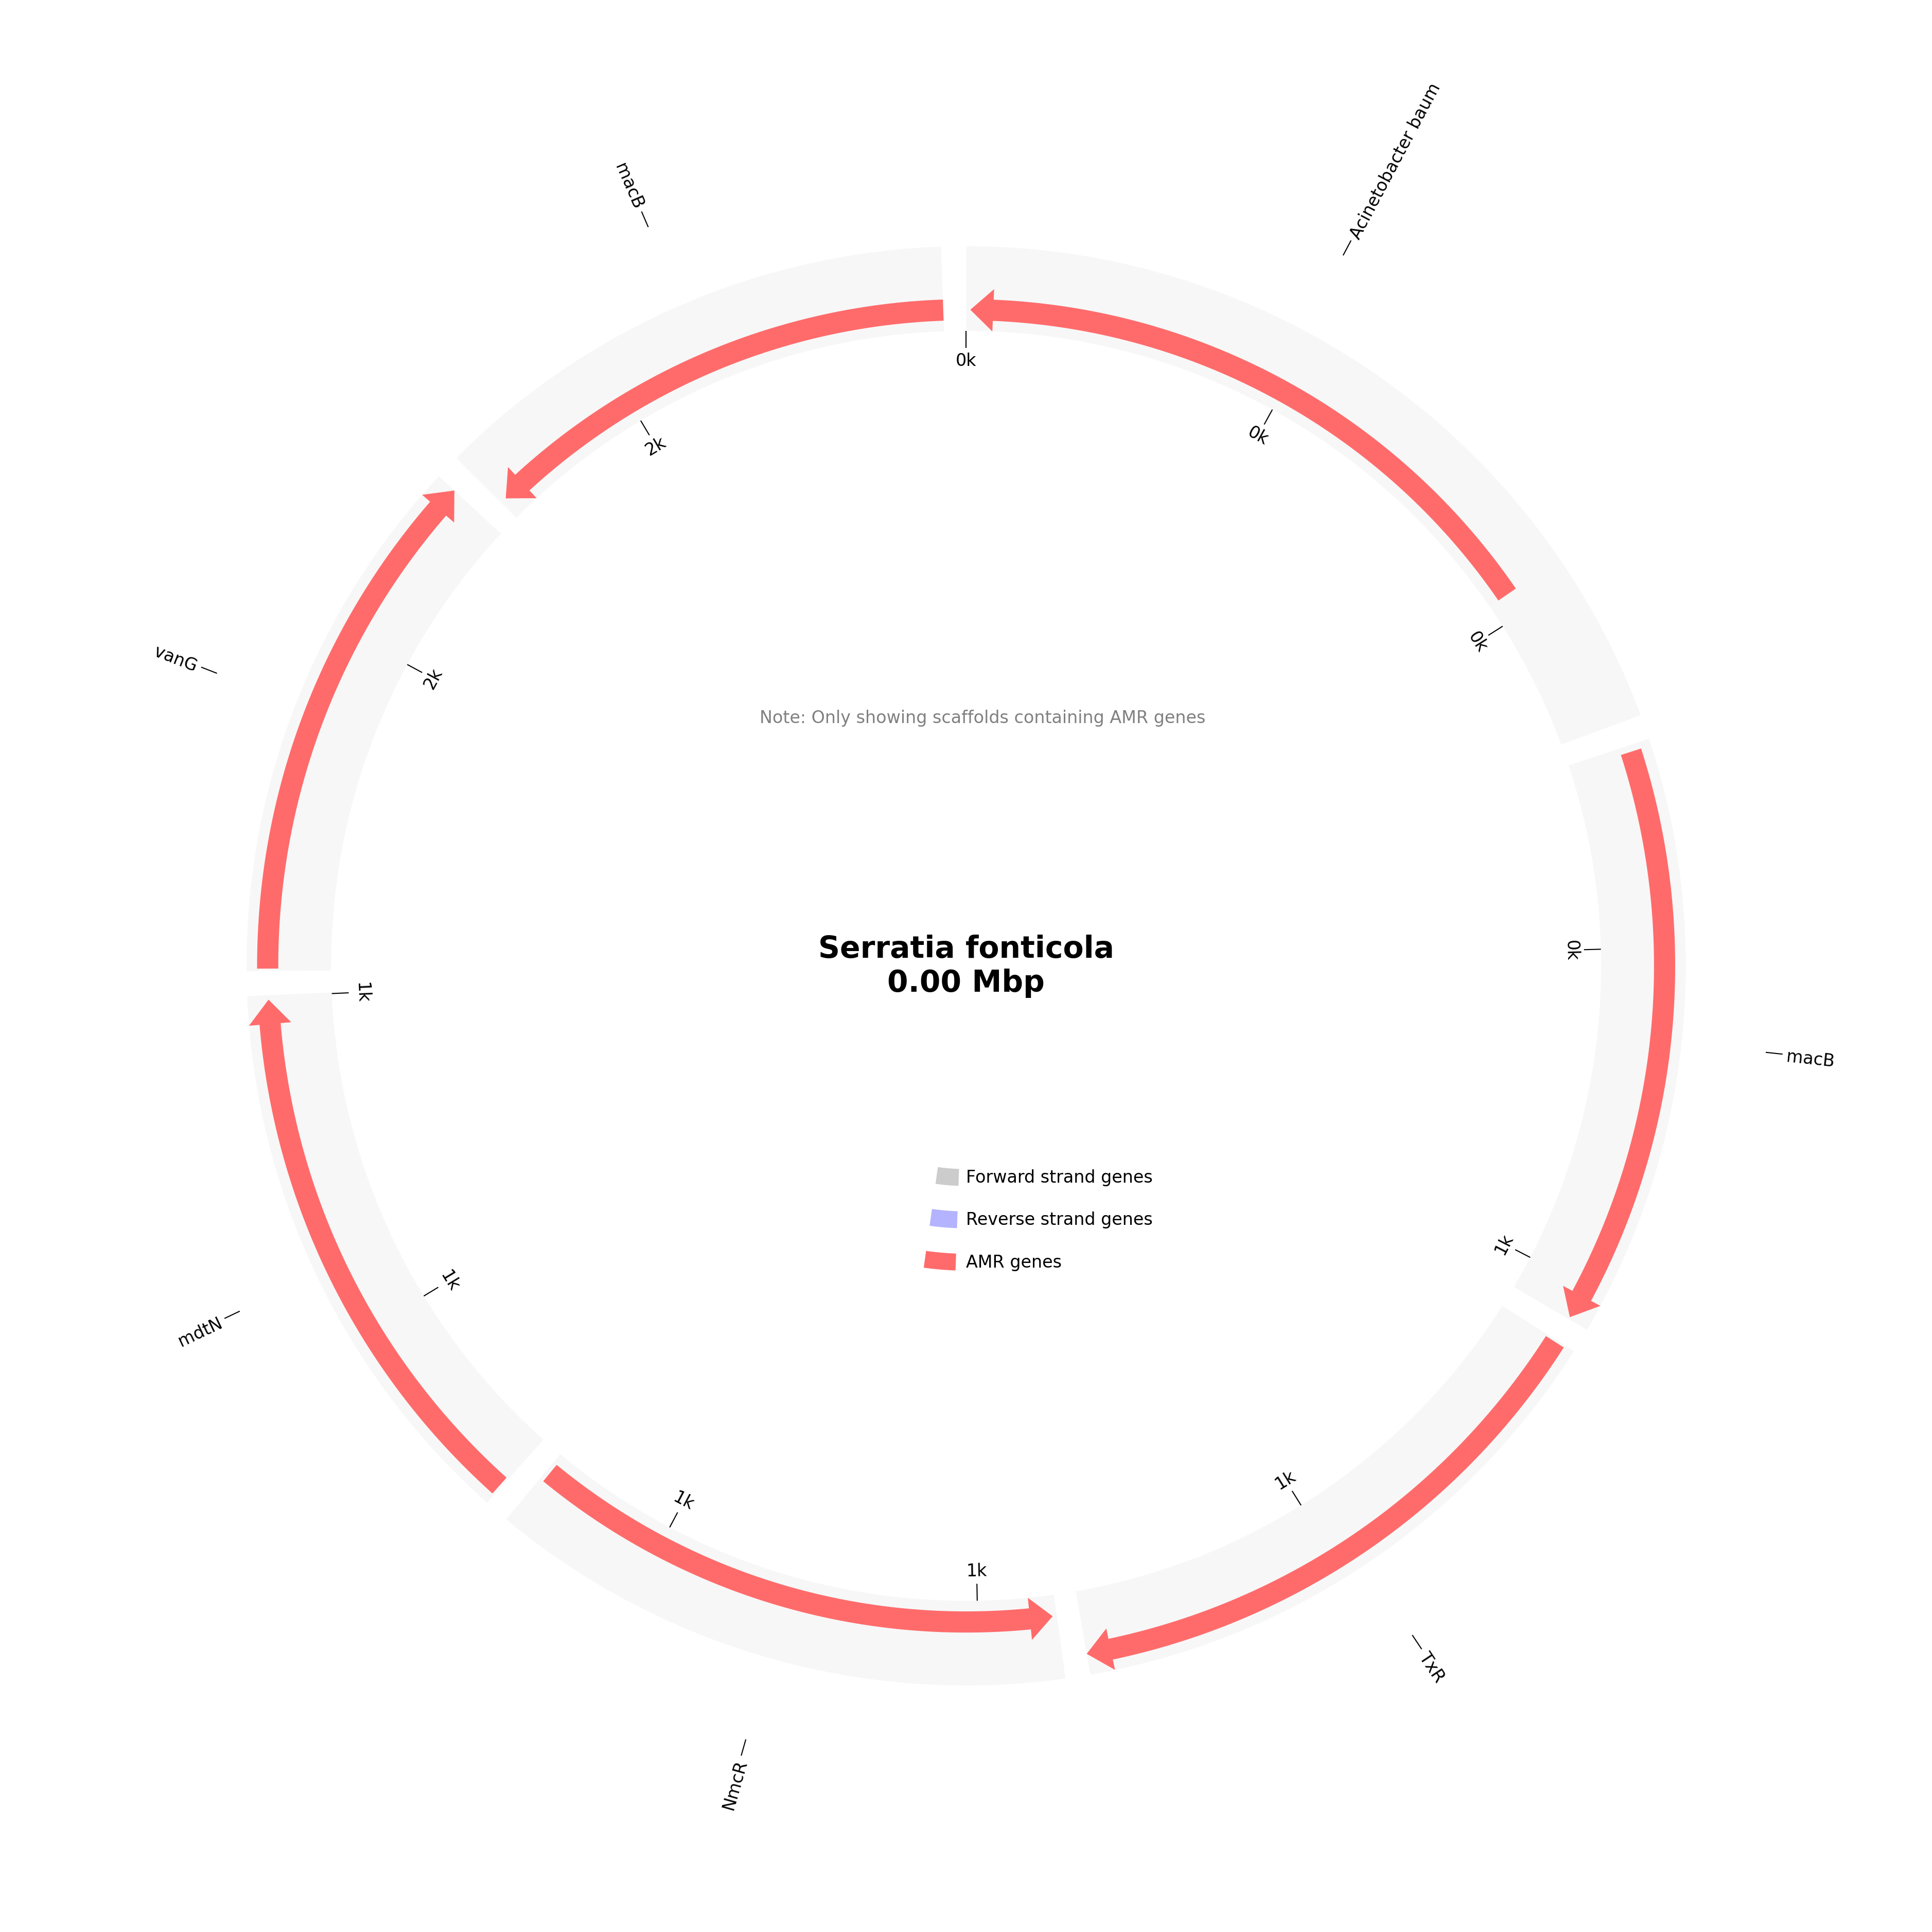 Acinetobacter baum
macB
0k
0k
2k
0k
vanG
2k
Note: Only showing scaffolds containing AMR genes
Serratia fonticola
0.00 Mbp
0k
1k
macB
Forward strand genes
Reverse strand genes
AMR genes
1k
1k
mdtN
1k
1k
1k
TxR
NmcR